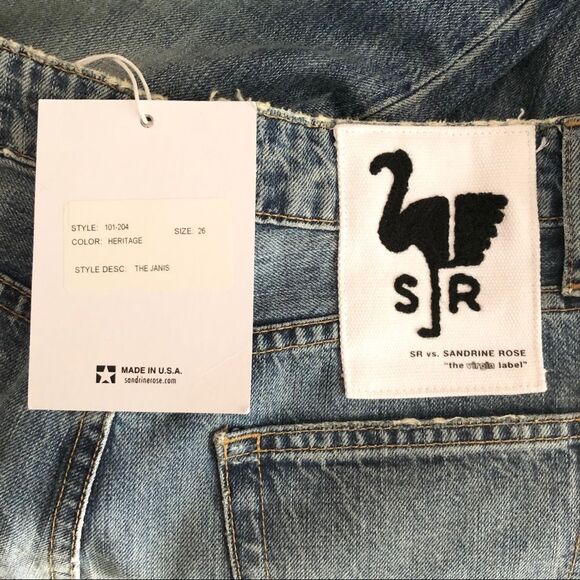 STYLE: 101-204
SIZE: 26
COLOR: HERITAGE
STYLE DESC: THE JANIS
MADE IN U.S.A.
sandrinerose.com
S R
SR vs. SANDRINE ROSE
"the virgin label"